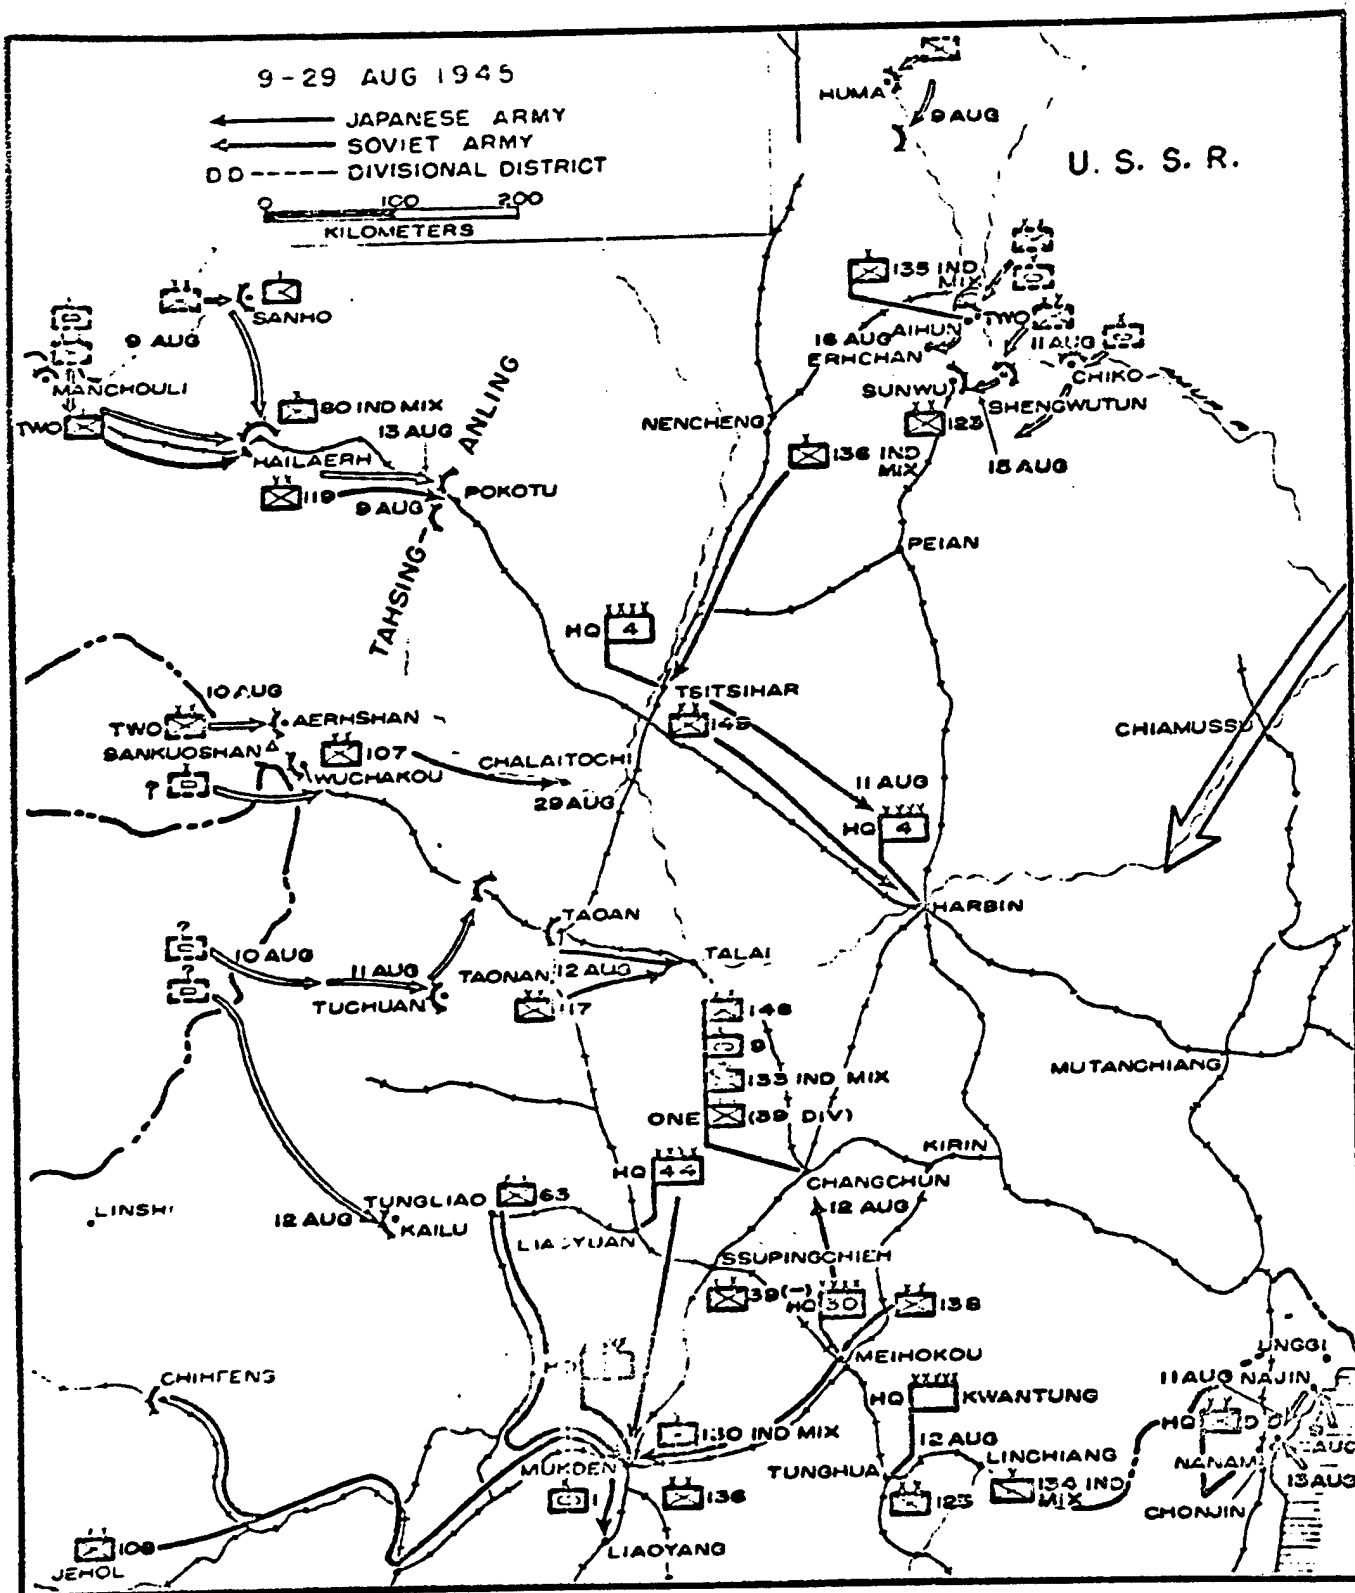 9-29 AUG 1945
JAPANESE ARMY
SOVIET ARMY
DD ------ DIVISIONAL DISTRICT
0 100 200
KILOMETERS
HUMA
9 AUG
U. S. S. R.
135 IND
MIX
TWO
SANHO
9 AUG
16 AUG
AIHUN
ERHCHAN
11 AUG
CHIKO
MANCHOULI
SUNWU
SHENGWUTUN
TWO
80 IND MIX
13 AUG
ANLING
NENCHENG
123
HAILAERH
136 IND
MIX
15 AUG
119
9 AUG
POKOTU
PEIAN
TAHSING
HQ 4
10 AUG
TSITSIHAR
TWO
AERHSHAN
149
CHIAMUSSU
SANKUOSHAN
107
CHALAITOCHI
?
WUCHAKOU
29 AUG
11 AUG
HQ 4
HARBIN
TAOAN
?
10 AUG
11 AUG
TAONAN
12 AUG
TALAI
?
TUCHUAN
117
148
9
133 IND MIX
MUTANCHIANG
ONE
(39 DIV)
KIRIN
HQ 44
CHANGCHUN
TUNGLIAO
63
12 AUG
LINSHI
12 AUG
KAILU
LIAOYUAN
SSUPINGCHIEH
39(-)
HQ 30
138
MEIHOKOU
UNGGI
CHIHFENG
11 AUG
NAJIN
HQ
KWANTUNG
HQ
DD
130 IND MIX
12 AUG
LINCHIANG
NANAM
AUG
MUKDEN
TUNGHUA
13 AUG
1
136
125
134 IND
MIX
CHONJIN
108
LIAOYANG
JEHOL